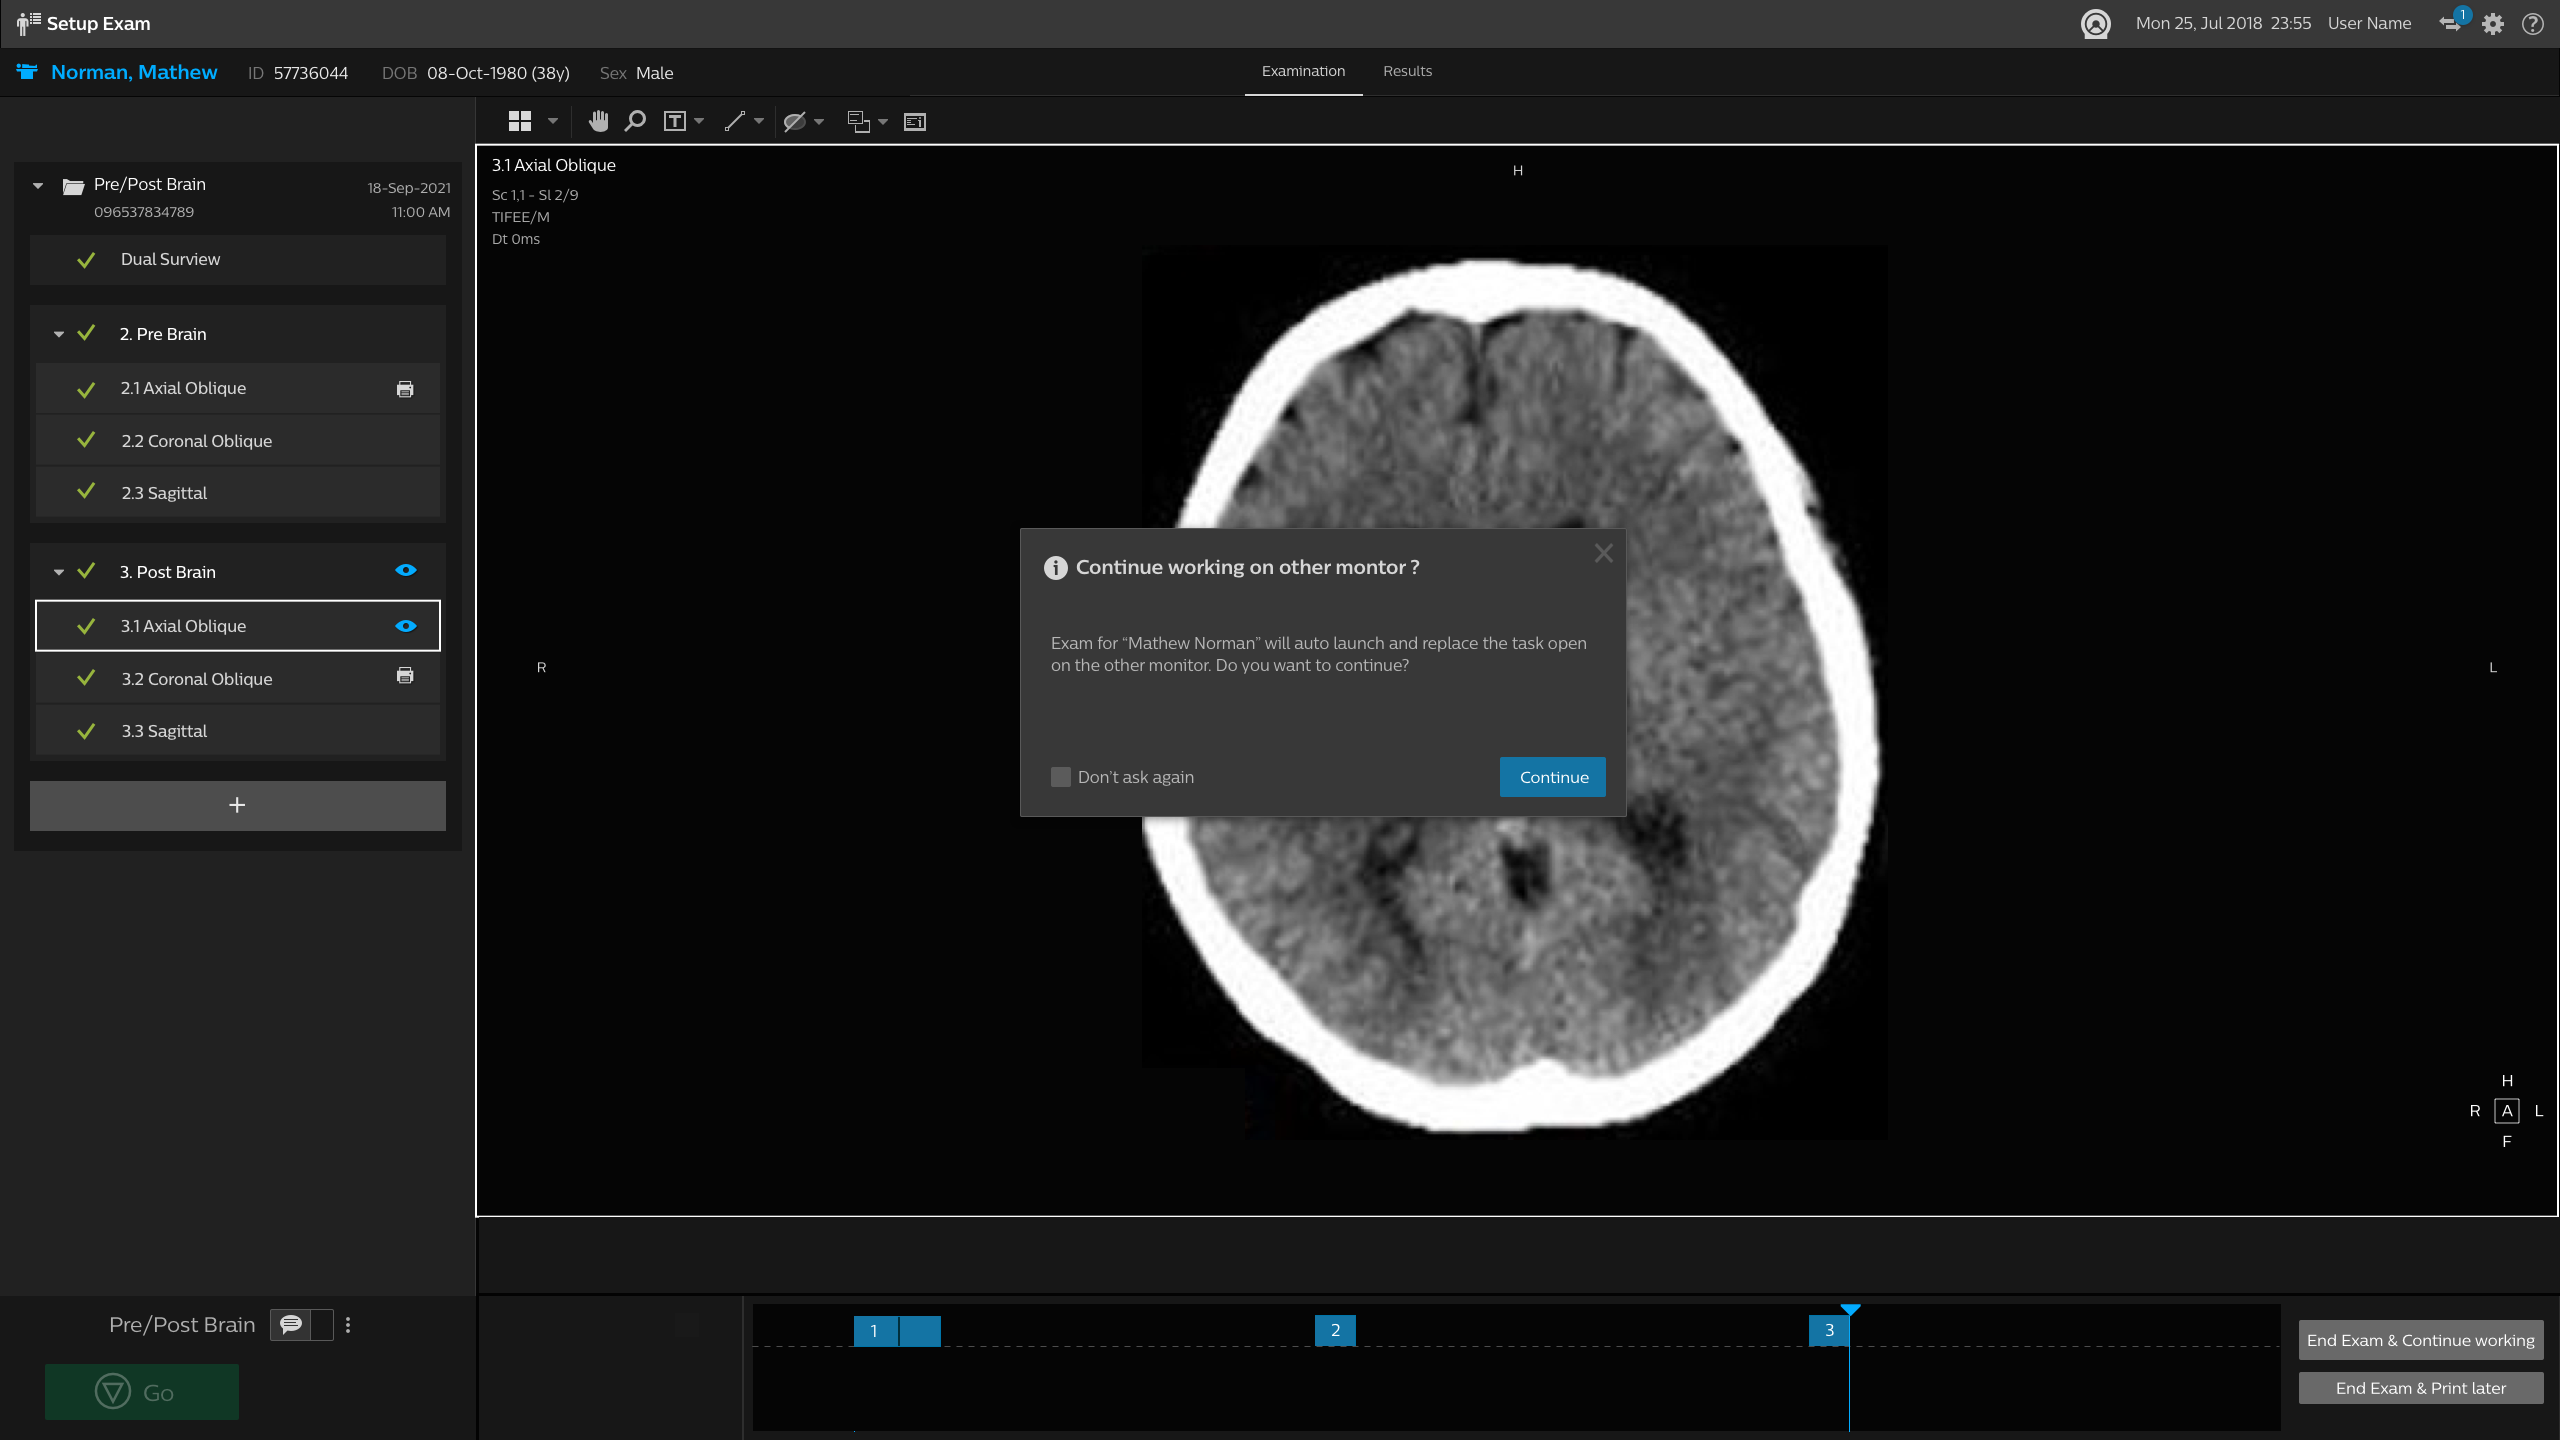 Setup Exam
Mon 25, Jul 2018 23:55 User Name 1
Norman, Mathew ID 57736044 DOB 08-Oct-1980 (38y) Sex Male
Examination Results
Pre/Post Brain 18-Sep-2021
096537834789 11:00 AM
Dual Surview
2. Pre Brain
2.1 Axial Oblique
2.2 Coronal Oblique
2.3 Sagittal
3. Post Brain
3.1 Axial Oblique
3.2 Coronal Oblique
3.3 Sagittal
+
3.1 Axial Oblique
Sc 1,1 - Sl 2/9
TIFEE/M
Dt 0ms
H
R
L
Continue working on other montor ?
Exam for “Mathew Norman” will auto launch and replace the task open
on the other monitor. Do you want to continue?
Don’t ask again
Continue
H
R A L
F
Pre/Post Brain
Go
1
2
3
End Exam & Continue working
End Exam & Print later